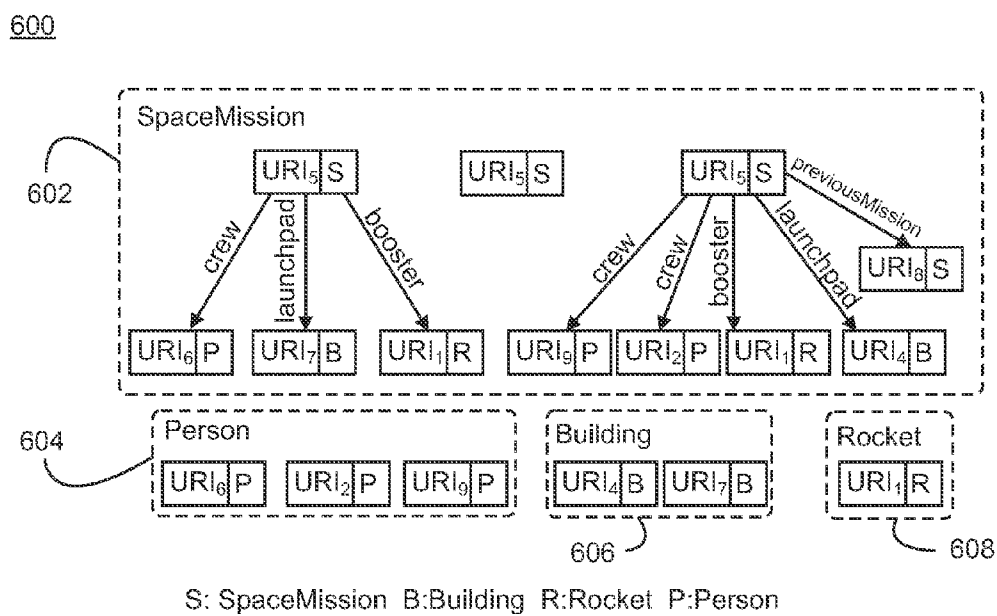 600
SpaceMission
602
URI₅ S URI₅ S URI₅ S
previousMission
crew launchpad booster crew crew booster launchpad
URI₈ S
URI₆ P URI₇ B URI₁ R URI₉ P URI₂ P URI₁ R URI₄ B
604
Person Building Rocket
URI₆ P URI₂ P URI₉ P URI₄ B URI₇ B URI₁ R
606 608
S: SpaceMission B:Building R:Rocket P:Person